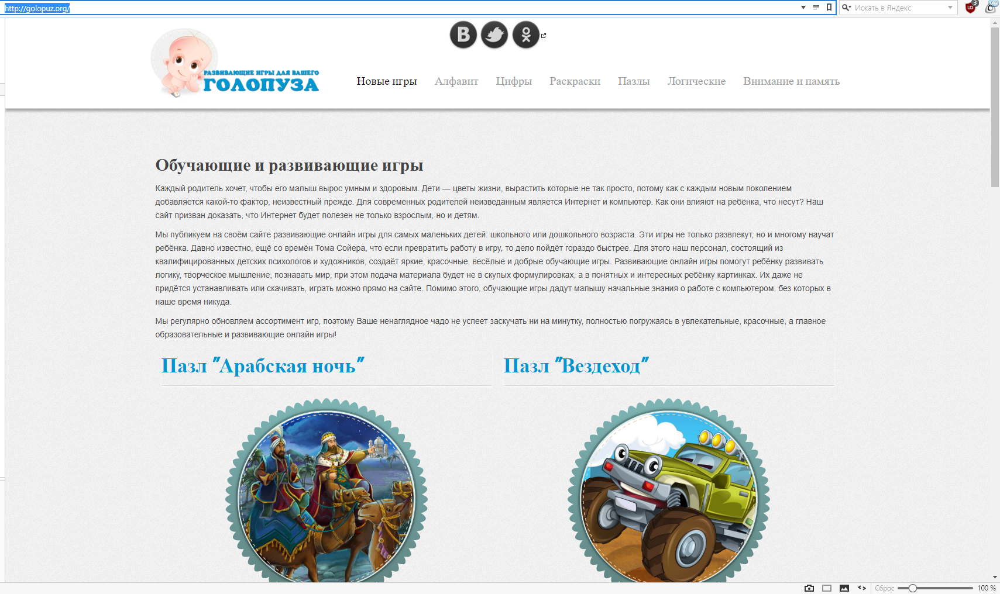 http://golopuz.org/
Искать в Яндекс
3
off
РАЗВИВАЮЩИЕ ИГРЫ ДЛЯ ВАШЕГО
ГОЛОПУЗА
Новые игры Алфавит Цифры Раскраски Пазлы Логические Внимание и память
Обучающие и развивающие игры
Каждый родитель хочет, чтобы его малыш вырос умным и здоровым. Дети — цветы жизни, вырастить которые не так просто, потому как с каждым новым поколением
добавляется какой-то фактор, неизвестный прежде. Для современных родителей неизведанным является Интернет и компьютер. Как они влияют на ребёнка, что несут? Наш
сайт призван доказать, что Интернет будет полезен не только взрослым, но и детям.
Мы публикуем на своём сайте развивающие онлайн игры для самых маленьких детей: школьного или дошкольного возраста. Эти игры не только развлекут, но и многому научат
ребёнка. Давно известно, ещё со времён Тома Сойера, что если превратить работу в игру, то дело пойдёт гораздо быстрее. Для этого наш персонал, состоящий из
квалифицированных детских психологов и художников, создаёт яркие, красочные, весёлые и добрые обучающие игры. Развивающие онлайн игры помогут ребёнку развивать
логику, творческое мышление, познавать мир, при этом подача материала будет не в скупых формулировках, а в понятных и интересных ребёнку картинках. Их даже не
придётся устанавливать или скачивать, играть можно прямо на сайте. Помимо этого, обучающие игры дадут малышу начальные знания о работе с компьютером, без которых в
наше время никуда.
Мы регулярно обновляем ассортимент игр, поэтому Ваше ненаглядное чадо не успеет заскучать ни на минутку, полностью погружаясь в увлекательные, красочные, а главное
образовательные и развивающие онлайн игры!
Пазл "Арабская ночь"
Пазл "Вездеход"
Сброс
100 %